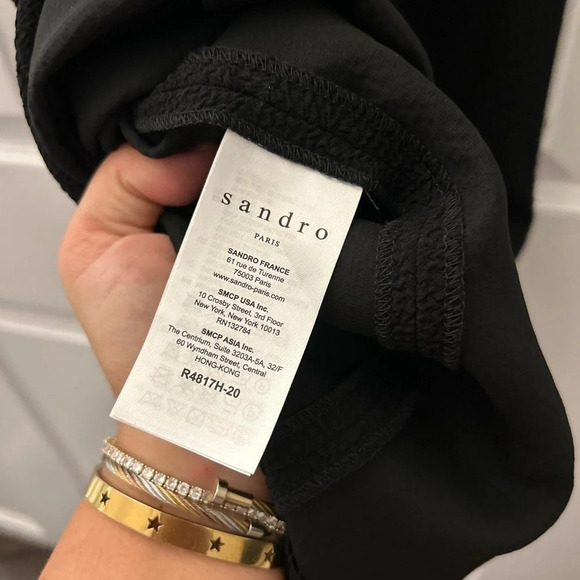 sandro
PARIS
SANDRO FRANCE
61 rue de Turenne
75003 Paris
www.sandro-paris.com
SMCP USA Inc.
10 Crosby Street, 3rd Floor
New York, New York 10013
RN132784
SMCP ASIA Inc.
The Centrium, Suite 3203A-5A, 32/F
60 Wyndham Street, Central
HONG-KONG
R4817H-20